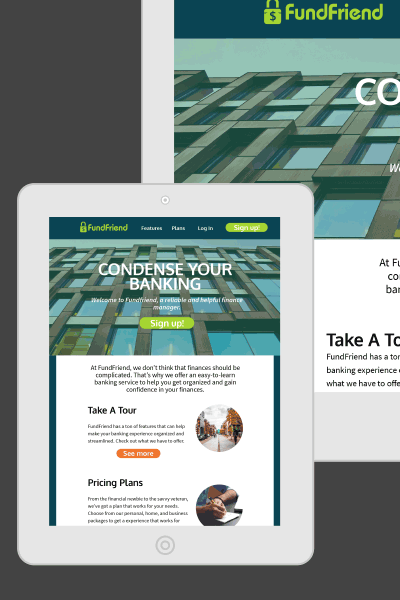 FundFriend
CO
We
At Fu
con
ban
Take A To
FundFriend has a ton
banking experience o
what we have to offe
FundFriend Features Plans Log In Sign up!
CONDENSE YOUR
BANKING
Welcome to Fundfriend, a reliable and helpful finance
manager.
Sign up!
At FundFriend, we don't think that finances should be
complicated. That's why we offer an easy-to-learn
banking service to help you get organized and gain
confidence in your finances.
Take A Tour
FundFriend has a ton of features that can help
make your banking experience organized and
streamlined. Check out what we have to offer.
See more
Pricing Plans
From the financial newbie to the savvy veteran,
we've got a plan that works for your needs.
Choose from our personal, home, and business
packages to get a experience that works for